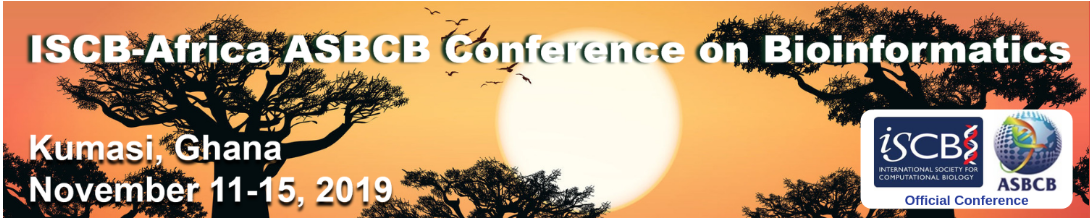 ISCB-Africa ASBCB Conference on Bioinformatics
Kumasi, Ghana
November 11-15, 2019
iSCB
INTERNATIONAL SOCIETY FOR
COMPUTATIONAL BIOLOGY
ASBCB
Official Conference